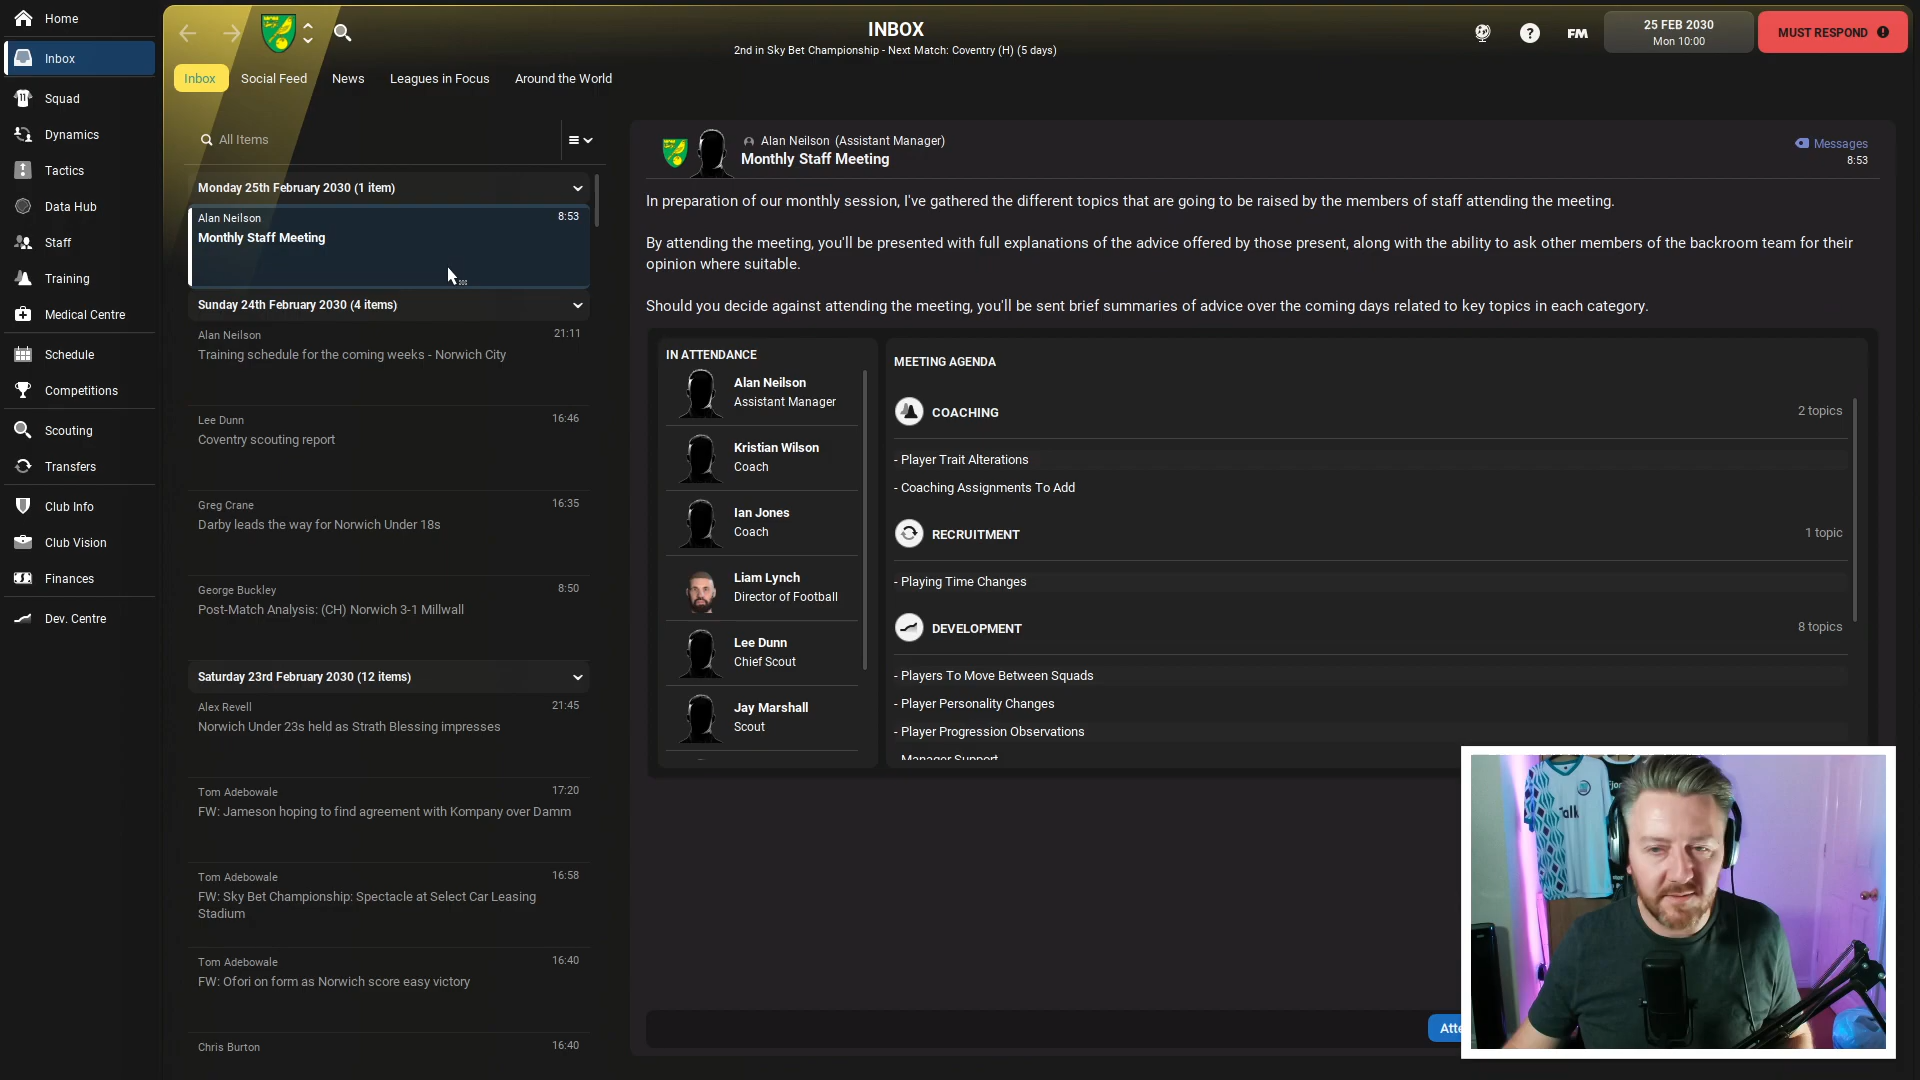 Home
Inbox
Squad
Dynamics
Tactics
Data Hub
Staff
Training
Medical Centre
Schedule
Competitions
Scouting
Transfers
Club Info
Club Vision
Finances
Dev. Centre
INBOX
2nd in Sky Bet Championship - Next Match: Coventry (H) (5 days)
FM
25 FEB 2030
Mon 10:00
MUST RESPOND
Inbox
Social Feed
News
Leagues in Focus
Around the World
All Items
Monday 25th February 2030 (1 item)
Alan Neilson
8:53
Monthly Staff Meeting
Sunday 24th February 2030 (4 items)
Alan Neilson
21:11
Training schedule for the coming weeks - Norwich City
Lee Dunn
16:46
Coventry scouting report
Greg Crane
16:35
Darby leads the way for Norwich Under 18s
George Buckley
8:50
Post-Match Analysis: (CH) Norwich 3-1 Millwall
Saturday 23rd February 2030 (12 items)
Alex Revell
21:45
Norwich Under 23s held as Strath Blessing impresses
Tom Adebowale
17:20
FW: Jameson hoping to find agreement with Kompany over Damm
Tom Adebowale
16:58
FW: Sky Bet Championship: Spectacle at Select Car Leasing
Stadium
Tom Adebowale
16:40
FW: Ofori on form as Norwich score easy victory
Chris Burton
16:40
Alan Neilson (Assistant Manager)
Monthly Staff Meeting
Messages
8:53
In preparation of our monthly session, I've gathered the different topics that are going to be raised by the members of staff attending the meeting.
By attending the meeting, you'll be presented with full explanations of the advice offered by those present, along with the ability to ask other members of the backroom team for their
opinion where suitable.
Should you decide against attending the meeting, you'll be sent brief summaries of advice over the coming days related to key topics in each category.
IN ATTENDANCE
Alan Neilson
Assistant Manager
Kristian Wilson
Coach
Ian Jones
Coach
Liam Lynch
Director of Football
Lee Dunn
Chief Scout
Jay Marshall
Scout
MEETING AGENDA
COACHING
2 topics
- Player Trait Alterations
- Coaching Assignments To Add
RECRUITMENT
1 topic
- Playing Time Changes
DEVELOPMENT
8 topics
- Players To Move Between Squads
- Player Personality Changes
- Player Progression Observations
- Manager Support
Atte
Talk